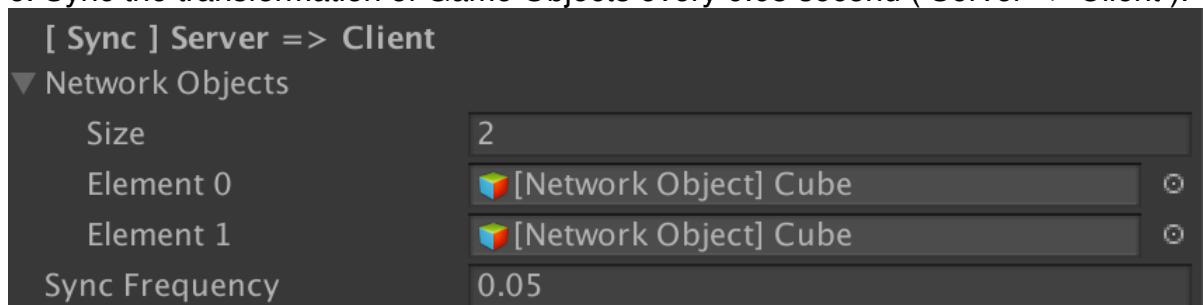 [ Sync ] Server => Client
Network Objects
Size 2
Element 0 [Network Object] Cube
Element 1 [Network Object] Cube
Sync Frequency 0.05